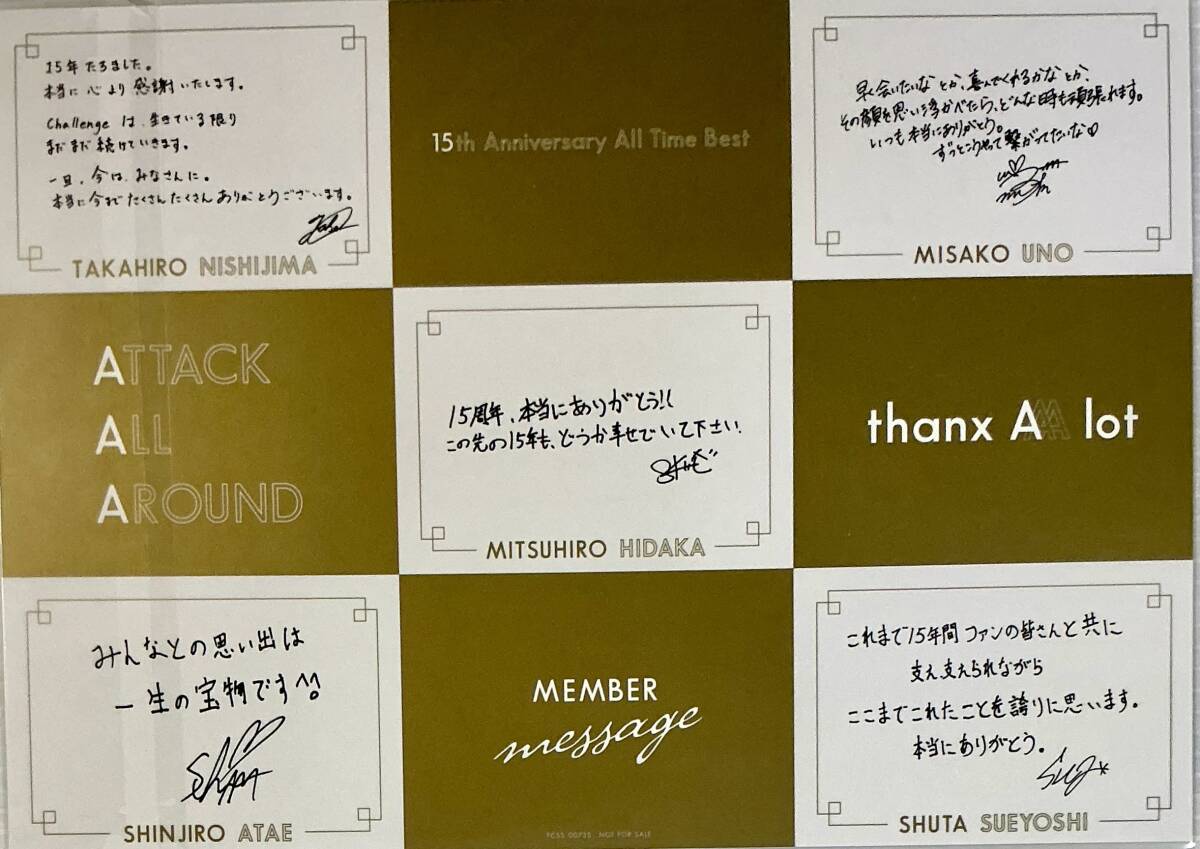 15年たちました。
本当に心より感謝いたします。
Challengeは、生きている限り
まだまだ続けていきます。
一旦、今は、みなさんに。
本当に今までたくさんたくさんありがとうございます。
TAKAHIRO NISHIJIMA
15th Anniversary All Time Best
早く会いたいなとか、喜んでくれるかなとか、
その顔を思い浮かべたら、どんな時も頑張れます。
いつも本当にありがとう。
ずっとこうやって繋がってたいな♡
MISAKO UNO
ATTACK
ALL
AROUND
15周年、本当にありがとう!!
この先の15年も、どうか幸せでいて下さい。
MITSUHIRO HIDAKA
thanx AAA lot
みんなとの思い出は
一生の宝物です^^
SHINJIRO ATAE
MEMBER
message
FCSS 00735 NOT FOR SALE
これまで15年間ファンの皆さんと共に
支え支えられながら
ここまでこれたことを誇りに思います。
本当にありがとう。
SHUTA SUEYOSHI